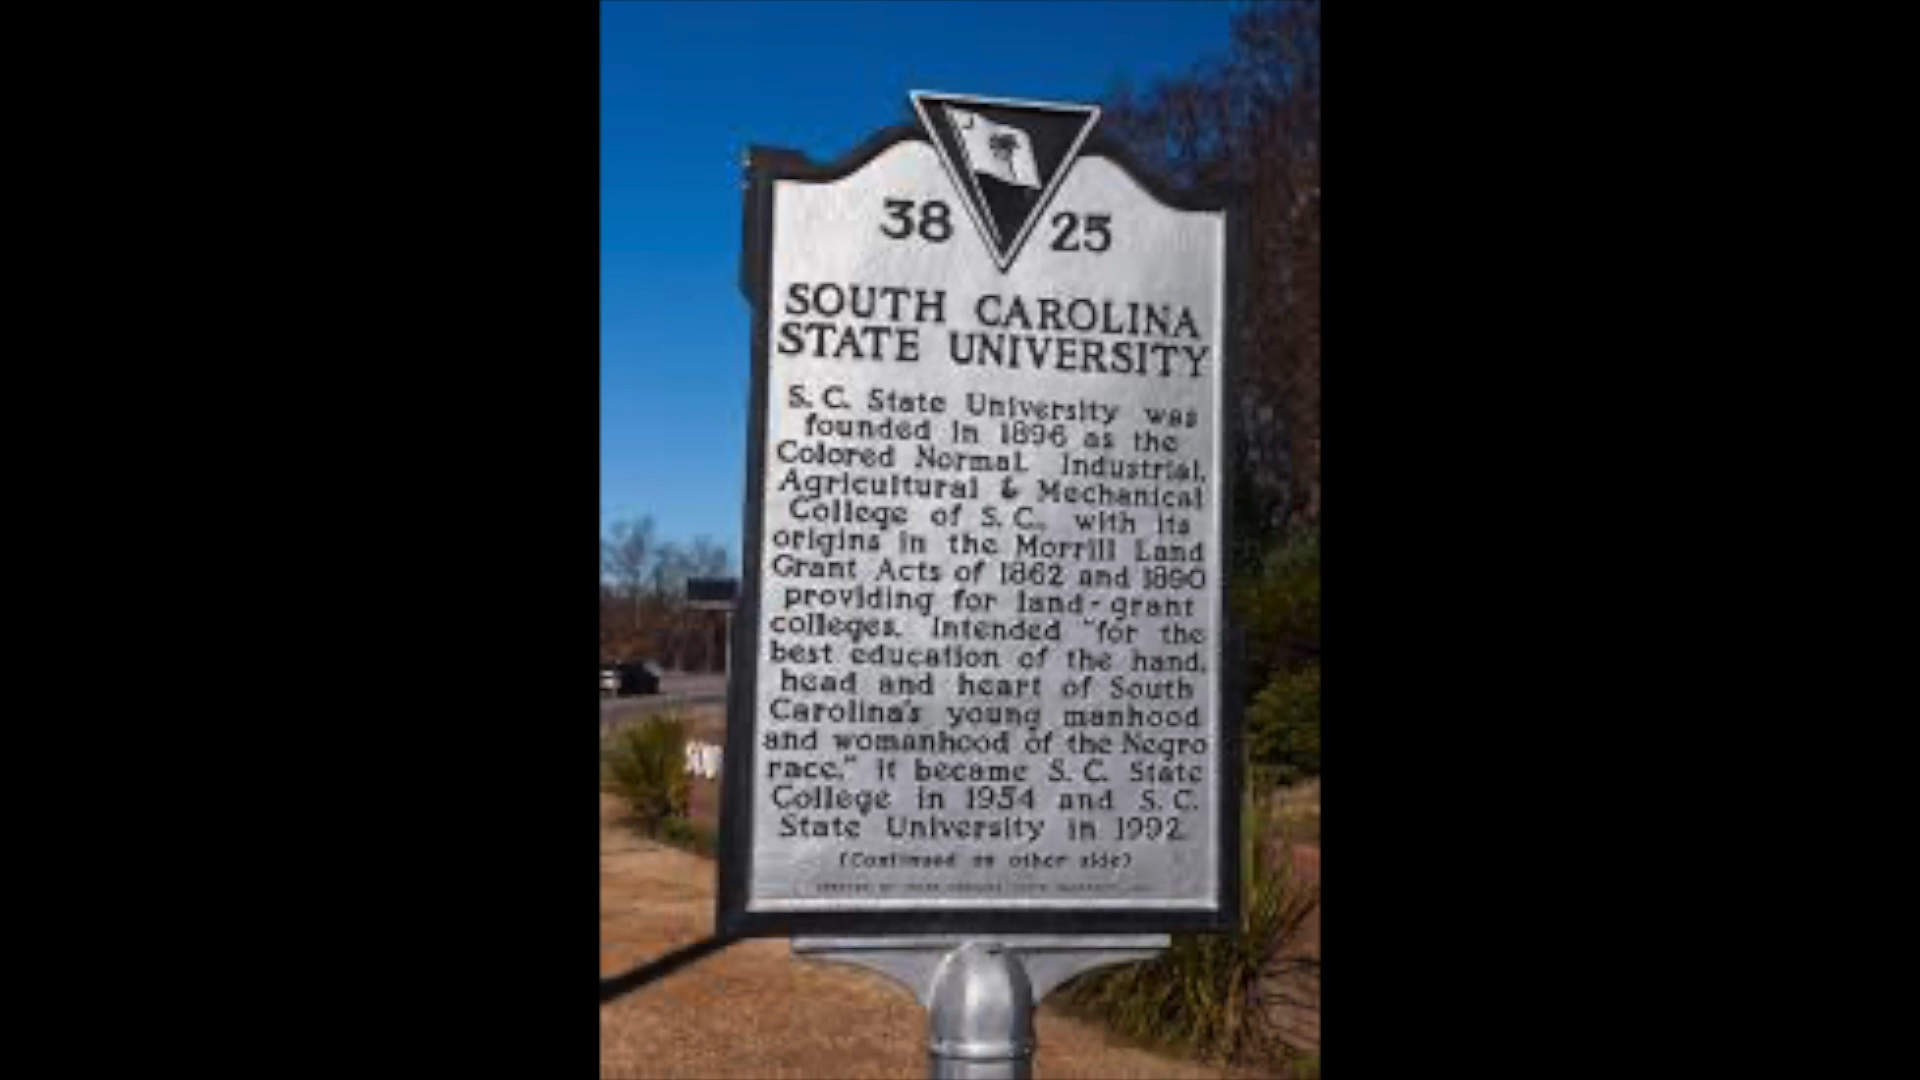 38 25
SOUTH CAROLINA
STATE UNIVERSITY
S. C. State University was
founded in 1896 as the
Colored Normal, Industrial,
Agricultural & Mechanical
College of S. C., with its
origins in the Morrill Land
Grant Acts of 1862 and 1890
providing for land-grant
colleges. Intended "for the
best education of the hand,
head and heart of South
Carolina's young manhood
and womanhood of the Negro
race," it became S. C. State
College in 1954 and S. C.
State University in 1992.
(Continued on other side)